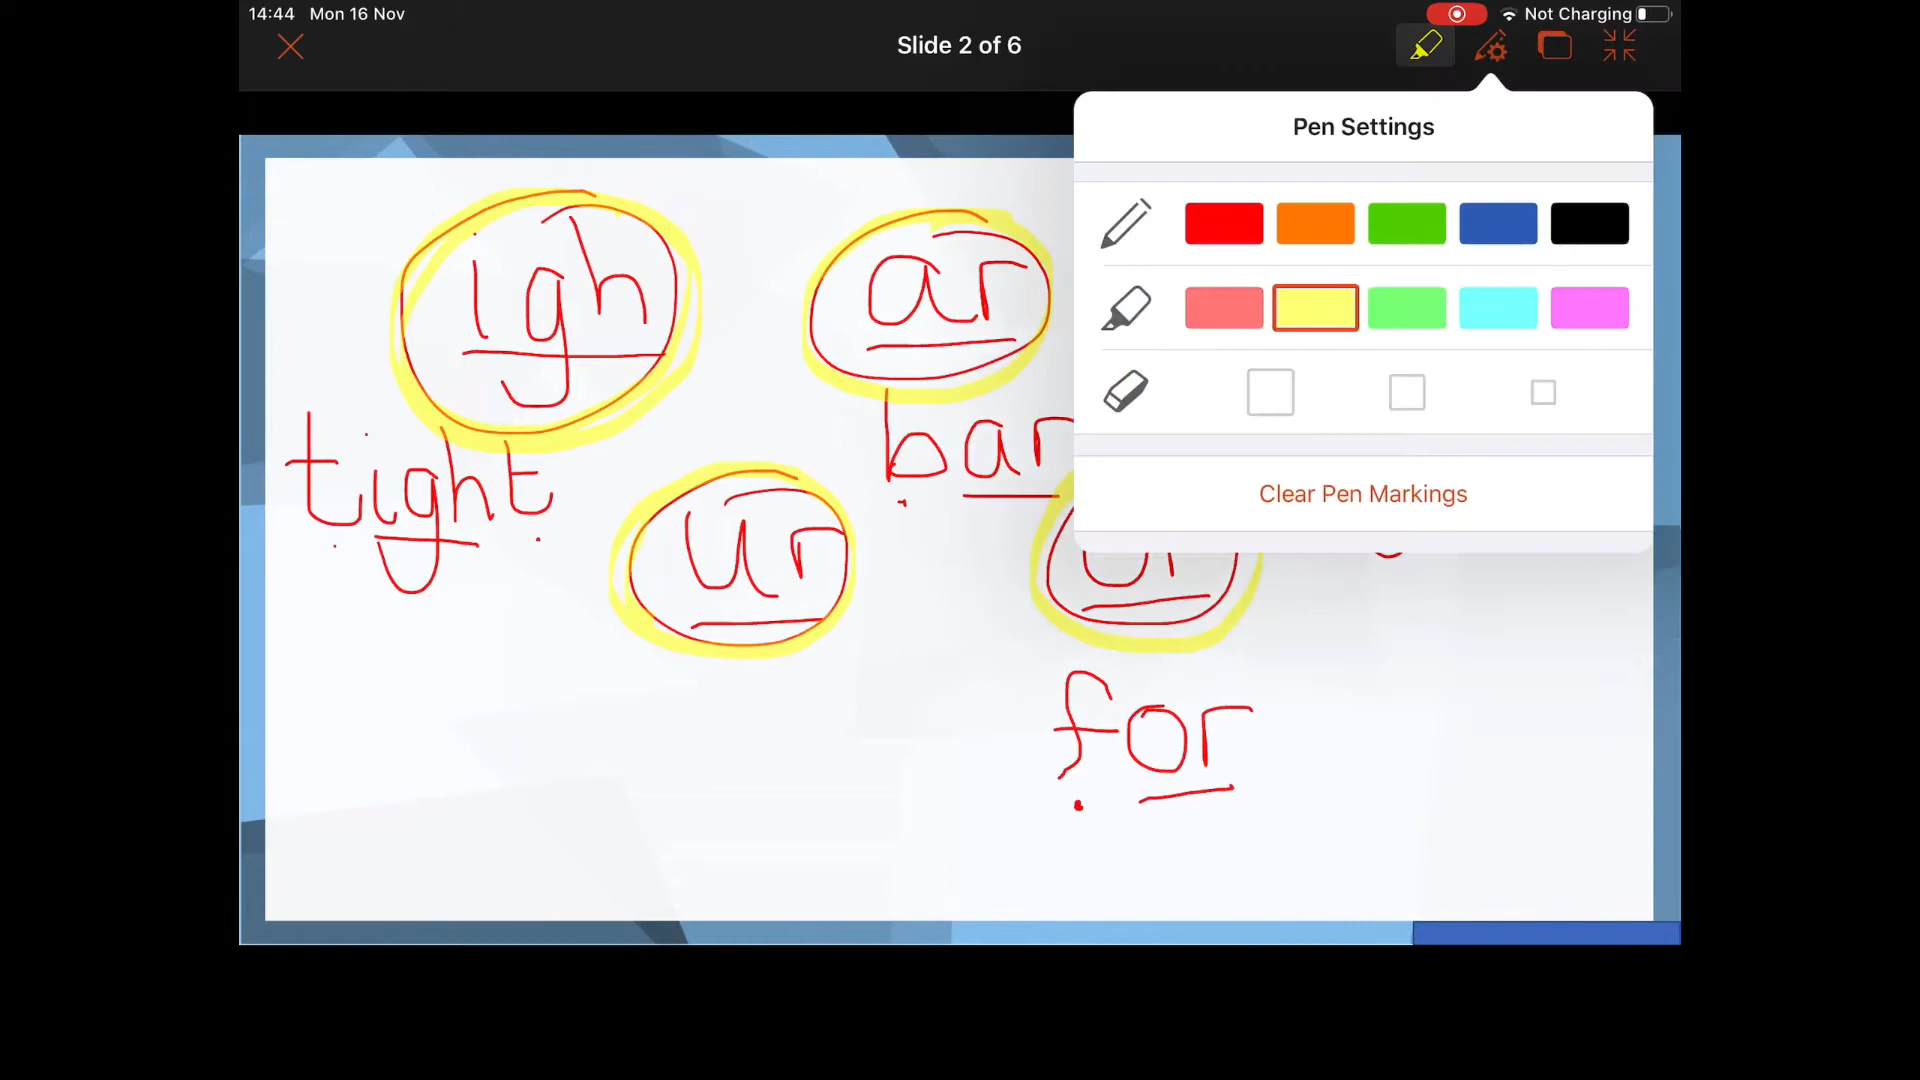 14:44 Mon 16 Nov
Not Charging
Slide 2 of 6
Pen Settings
igh
ar
tight
bar
ur
or
for
Clear Pen Markings